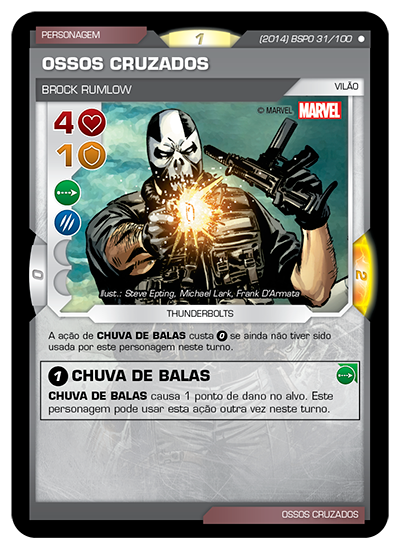 PERSONAGEM
1
(2014) BSP0 31/100
OSSOS CRUZADOS
BROCK RUMLOW
VILÃO
© MARVEL MARVEL
4
1
0
2
Ilust.: Steve Epting, Michael Lark, Frank D'Armata
THUNDERBOLTS
A ação de CHUVA DE BALAS custa 0 se ainda não tiver sido
usada por este personagem neste turno.
1 CHUVA DE BALAS
CHUVA DE BALAS causa 1 ponto de dano no alvo. Este
personagem pode usar esta ação outra vez neste turno.
OSSOS CRUZADOS